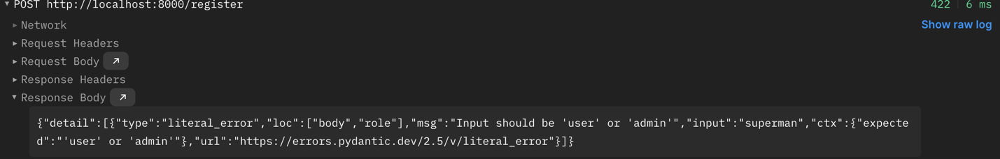 ▼ POST http://localhost:8000/register 422 | 6 ms
▶ Network Show raw log
▶ Request Headers
▶ Request Body ↗
▶ Response Headers
▼ Response Body ↗
{"detail":[{"type":"literal_error","loc":["body","role"],"msg":"Input should be 'user' or 'admin'","input":"superman","ctx":{"expecte
d":"'user' or 'admin'"},"url":"https://errors.pydantic.dev/2.5/v/literal_error"}]}